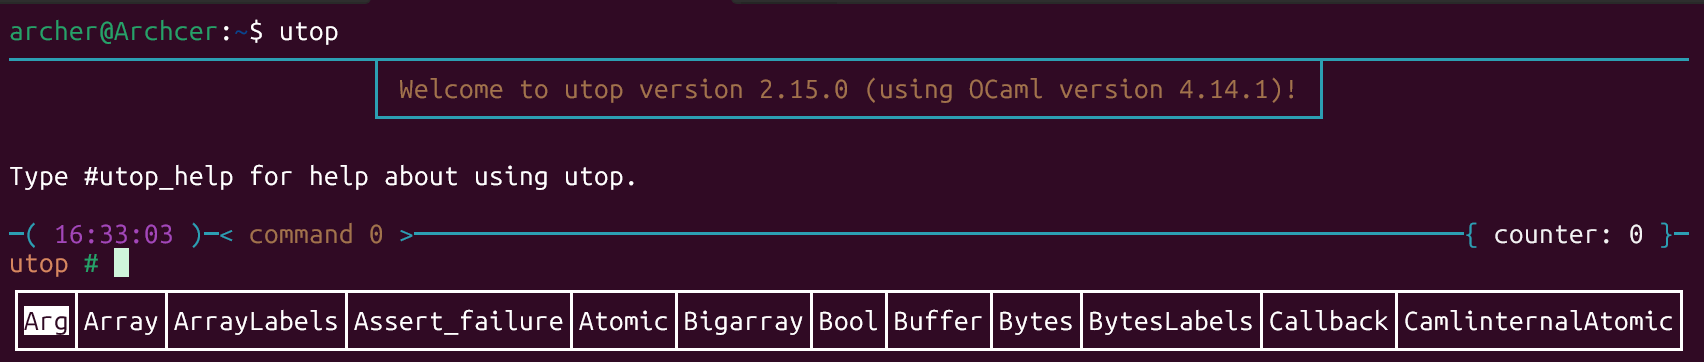 archer@Archcer:~$ utop
Welcome to utop version 2.15.0 (using OCaml version 4.14.1)!
Type #utop_help for help about using utop.
─( 16:33:03 )─< command 0 >───{ counter: 0 }─
utop #
Arg│Array│ArrayLabels│Assert_failure│Atomic│Bigarray│Bool│Buffer│Bytes│BytesLabels│Callback│CamlinternalAtomic